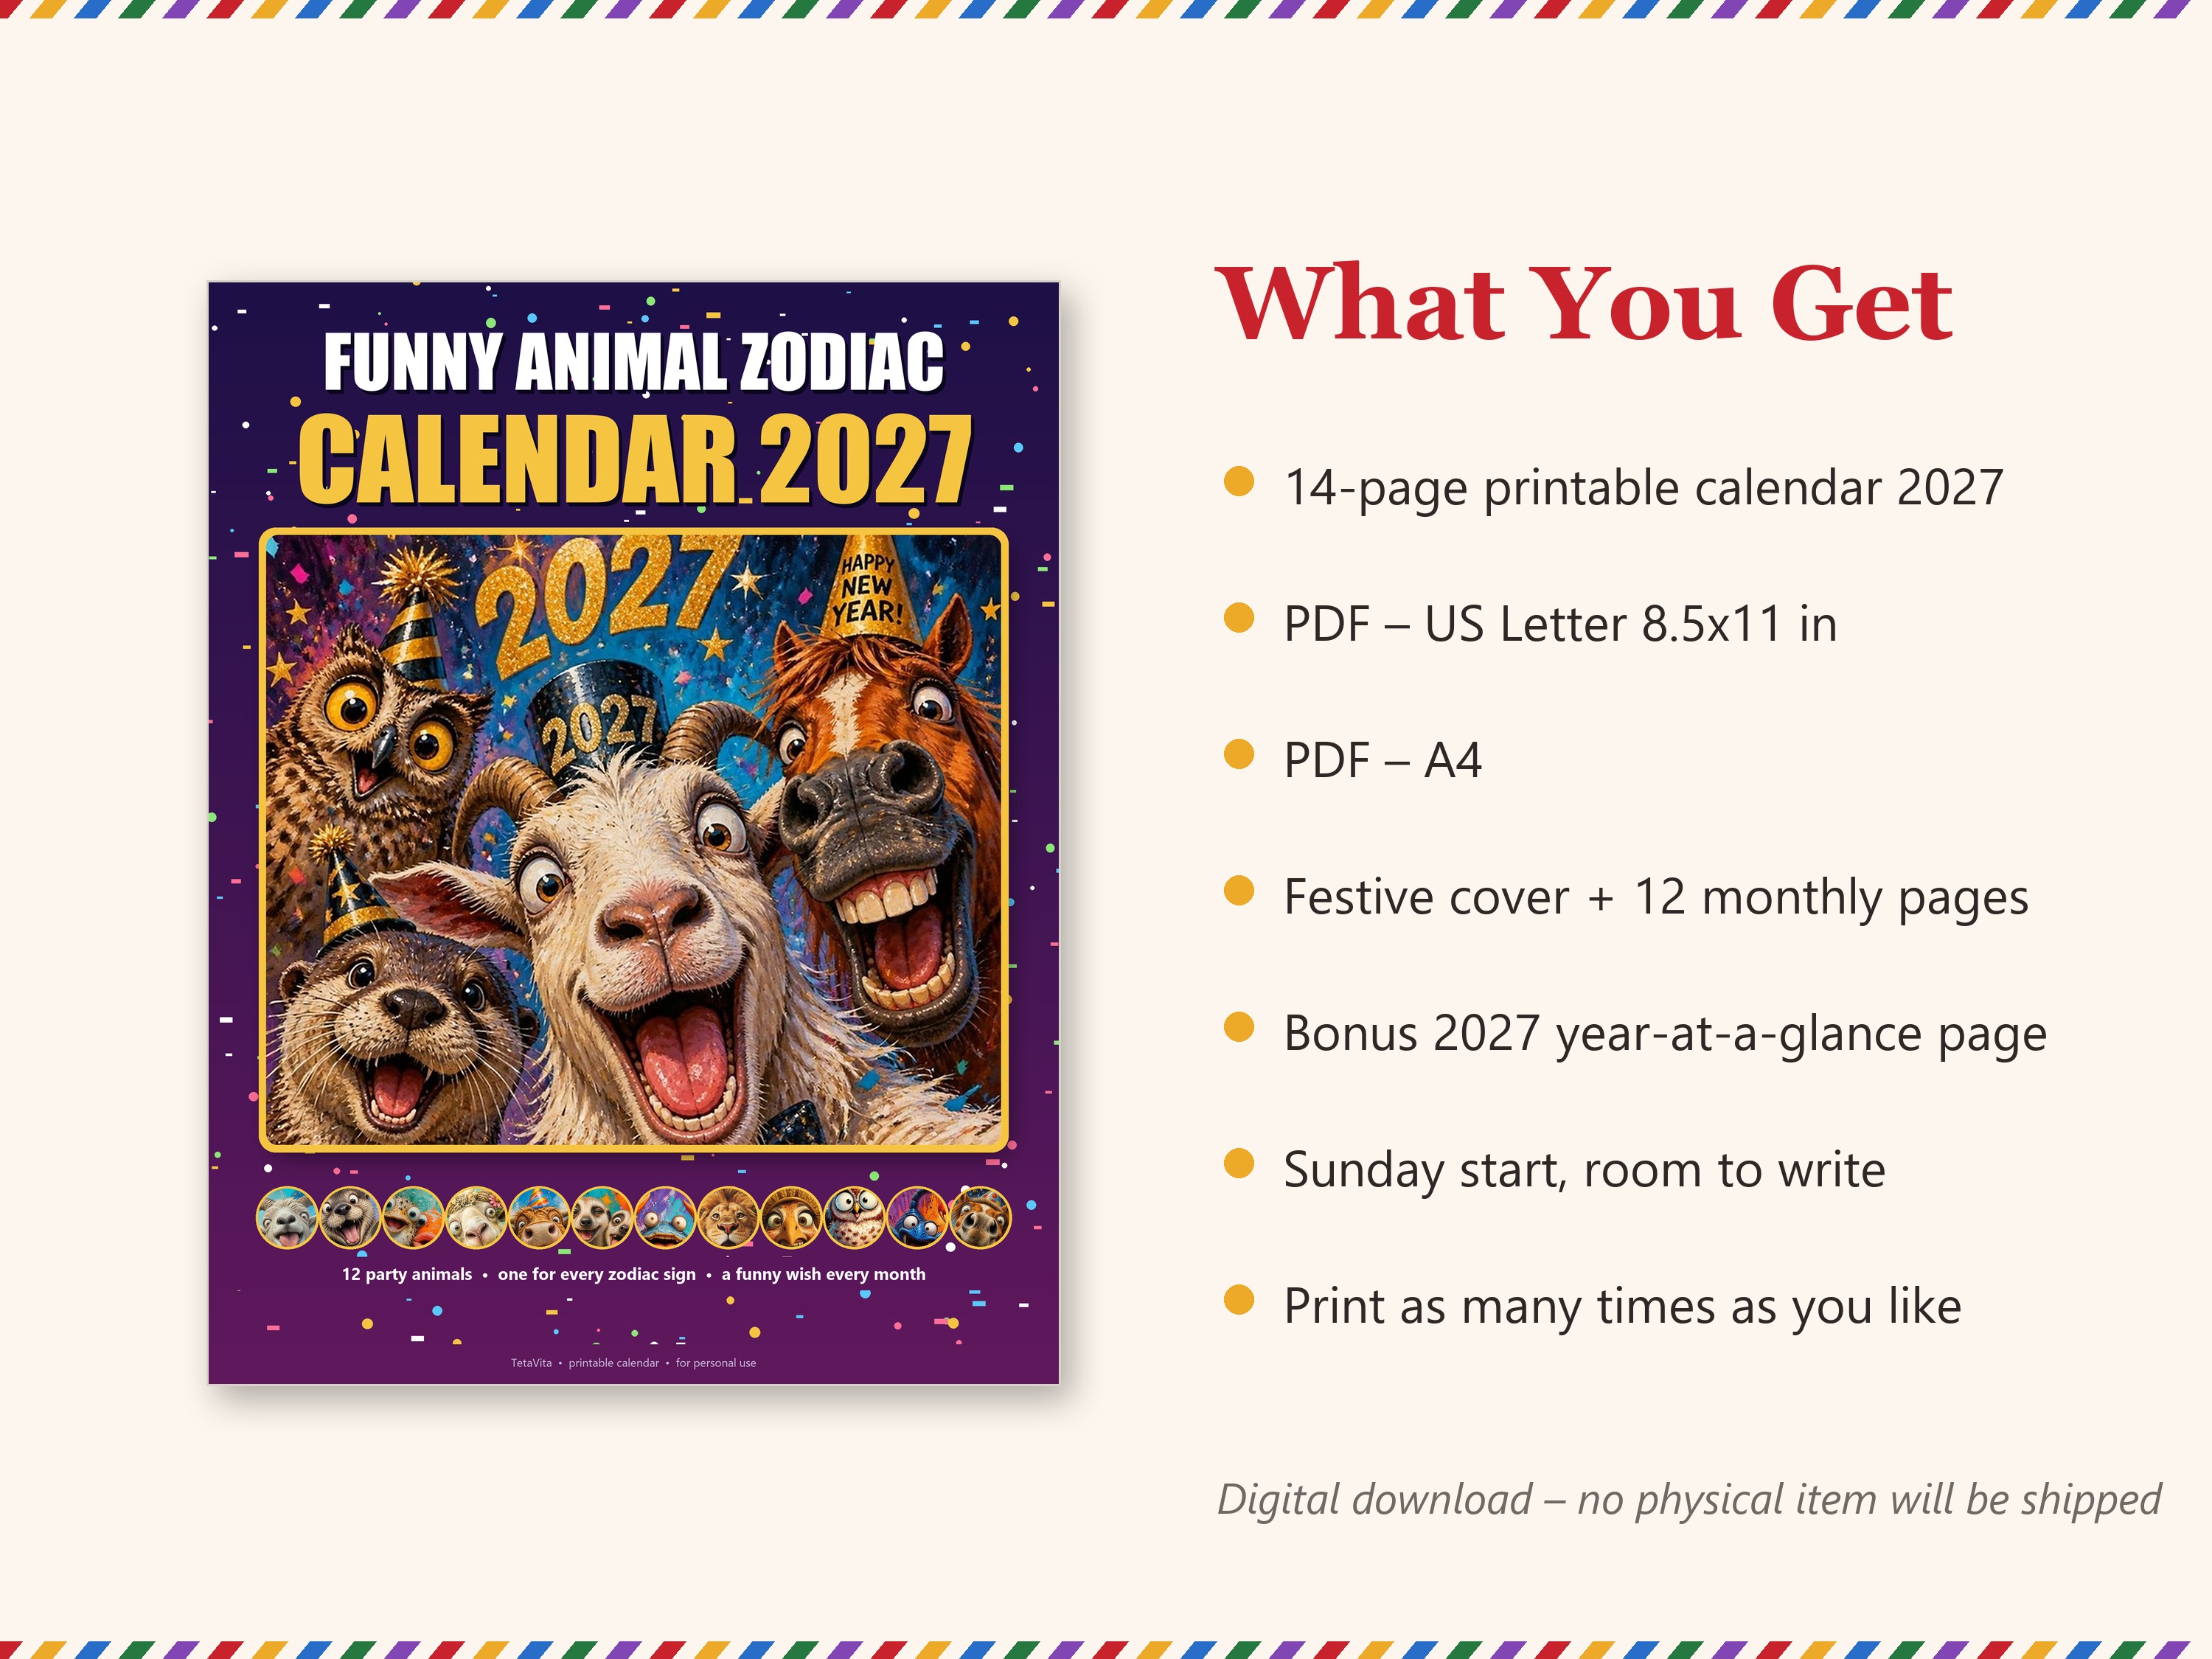 FUNNY ANIMAL ZODIAC
CALENDAR 2027
2027
HAPPY
NEW
YEAR!
2027
12 party animals • one for every zodiac sign • a funny wish every month
TetaVita • printable calendar • for personal use
What You Get
14-page printable calendar 2027
PDF – US Letter 8.5x11 in
PDF – A4
Festive cover + 12 monthly pages
Bonus 2027 year-at-a-glance page
Sunday start, room to write
Print as many times as you like
Digital download – no physical item will be shipped